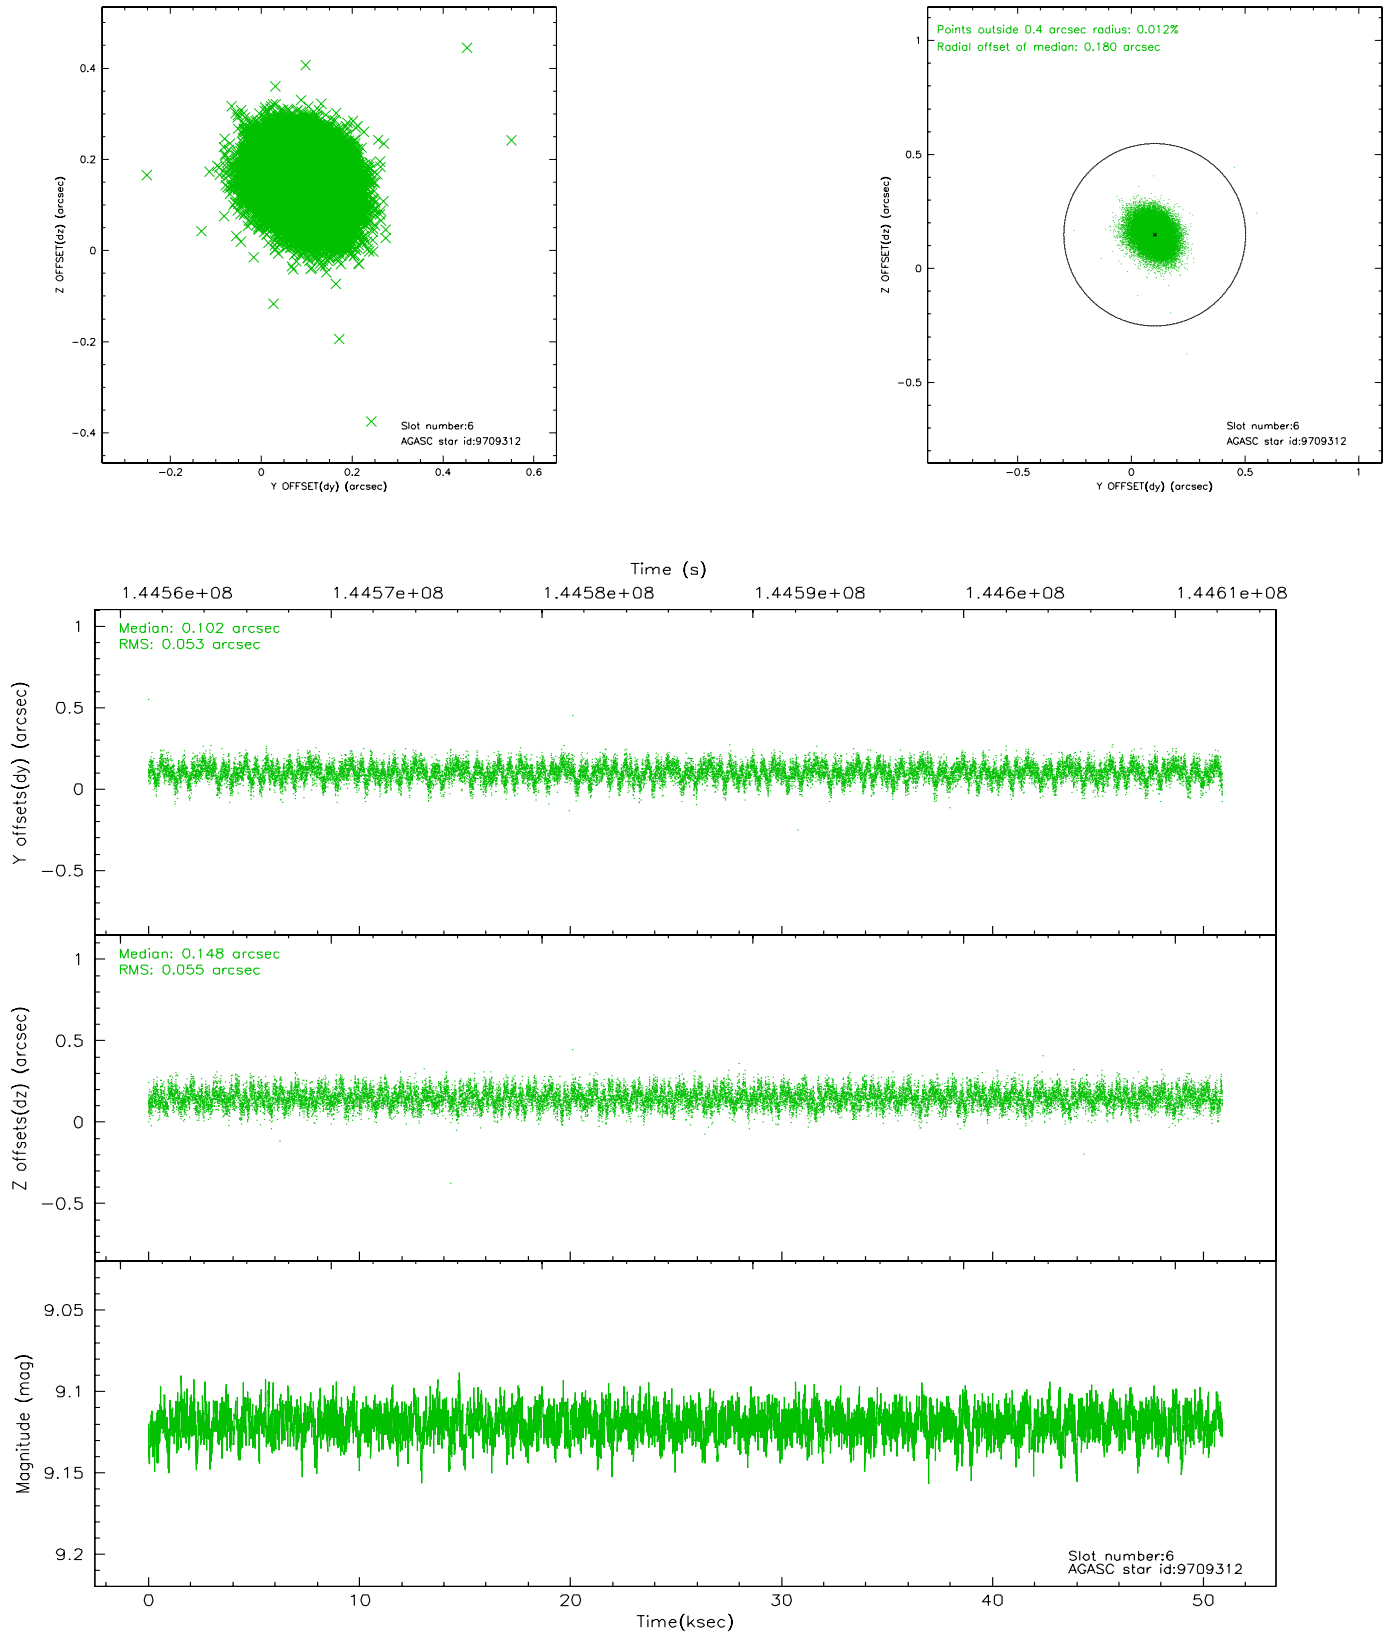 0.4
0.2
0
−0.2
−0.4
Z OFFSET(dz) (arcsec)
Slot number:6
AGASC star id:9709312
−0.2 0 0.2 0.4 0.6
Y OFFSET(dy) (arcsec)
Points outside 0.4 arcsec radius: 0.012%
Radial offset of median: 0.180 arcsec
1
0.5
0
−0.5
Z OFFSET(dz) (arcsec)
Slot number:6
AGASC star id:9709312
−0.5 0 0.5 1
Y OFFSET(dy) (arcsec)
Time (s)
1.4456e+08 1.4457e+08 1.4458e+08 1.4459e+08 1.446e+08 1.4461e+08
Median: 0.102 arcsec
RMS: 0.053 arcsec
1
0.5
0
−0.5
Y offsets(dy) (arcsec)
Median: 0.148 arcsec
RMS: 0.055 arcsec
1
0.5
0
−0.5
Z offsets(dz) (arcsec)
9.05
9.1
9.15
9.2
Magnitude (mag)
Slot number:6
AGASC star id:9709312
0 10 20 30 40 50
Time(ksec)